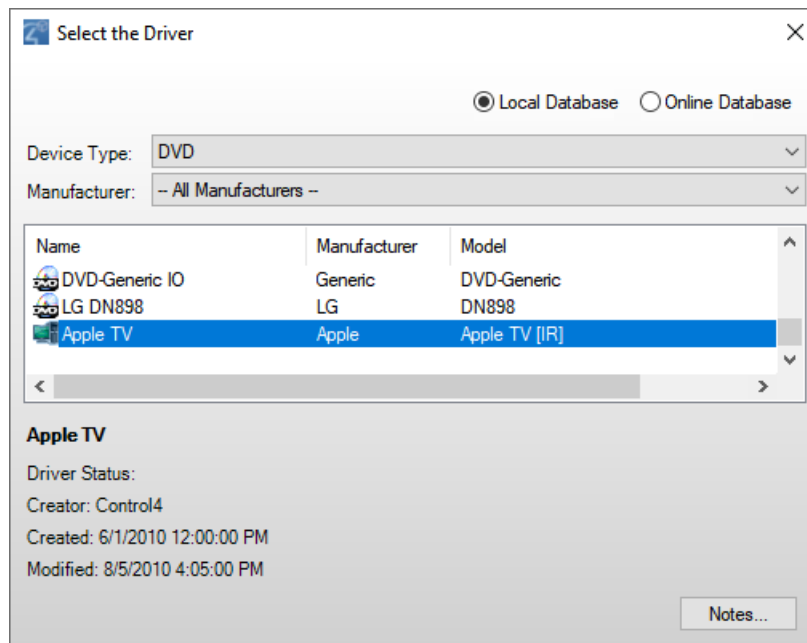 Select the Driver
Local Database Online Database
Device Type: DVD
Manufacturer: -- All Manufacturers --
Name Manufacturer Model
DVD-Generic IO Generic DVD-Generic
LG DN898 LG DN898
Apple TV Apple Apple TV [IR]
Apple TV
Driver Status:
Creator: Control4
Created: 6/1/2010 12:00:00 PM
Modified: 8/5/2010 4:05:00 PM
Notes...